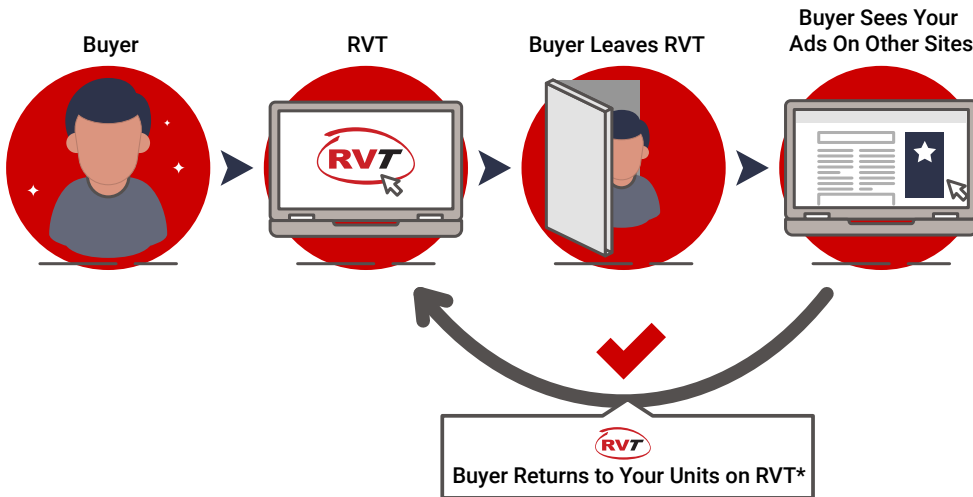 Buyer
RVT
Buyer Leaves RVT
Buyer Sees Your
Ads On Other Sites
RVT
RVT
Buyer Returns to Your Units on RVT*